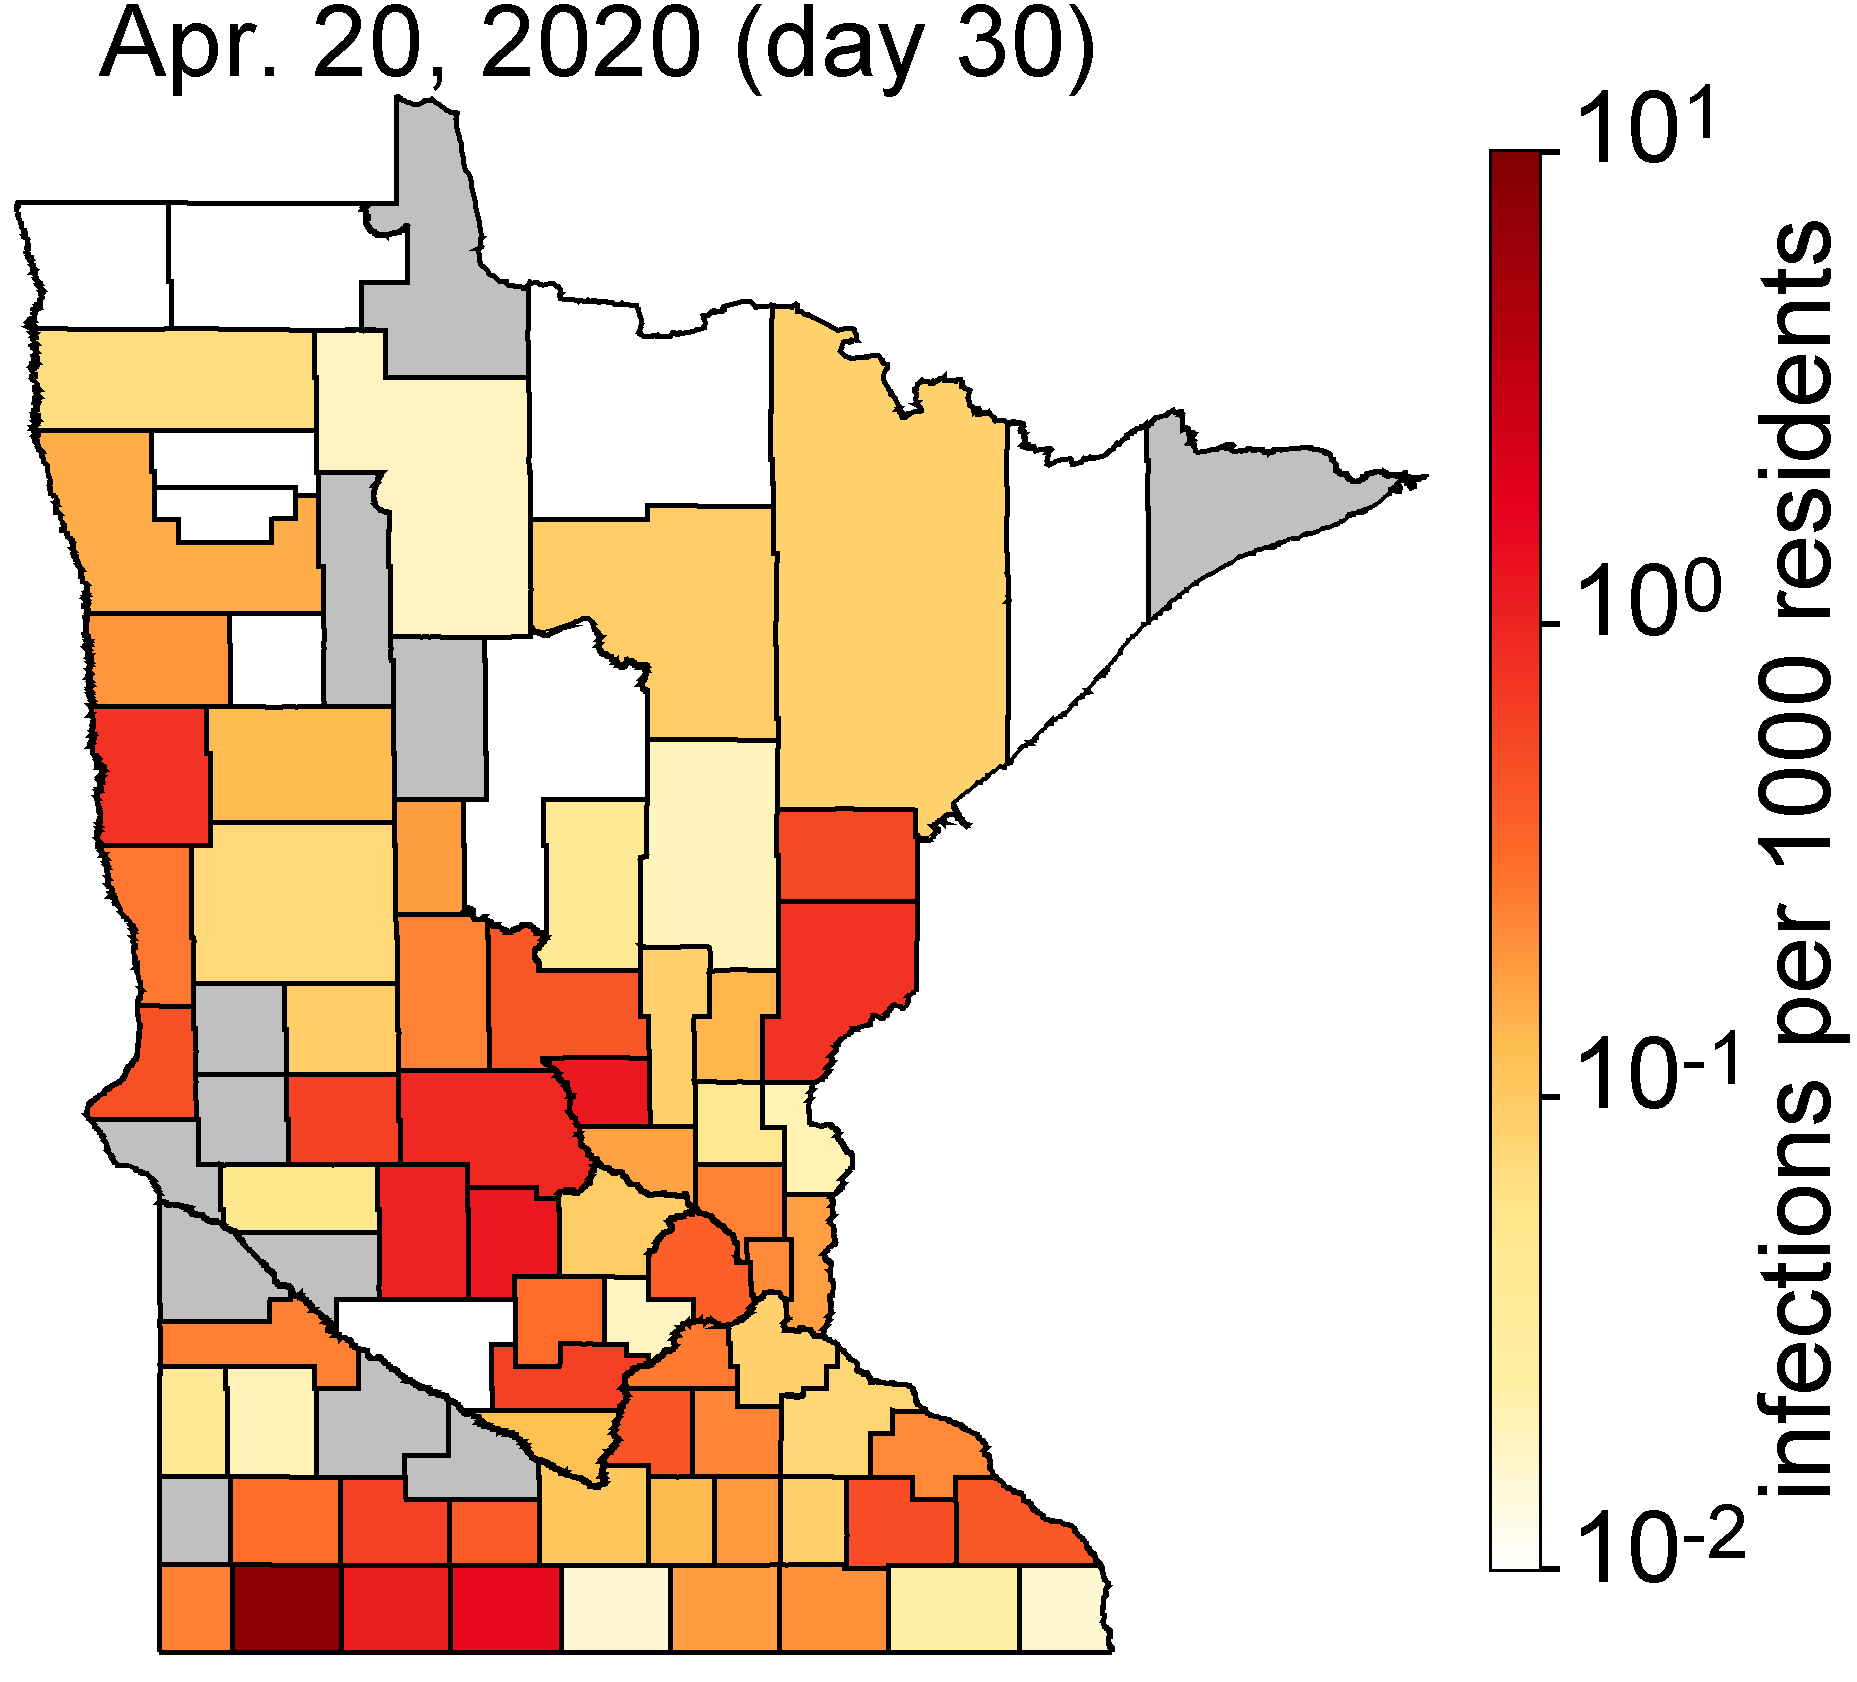 Apr. 20, 2020 (day 30)
10¹
10⁰
10⁻¹
10⁻²
infections per 1000 residents